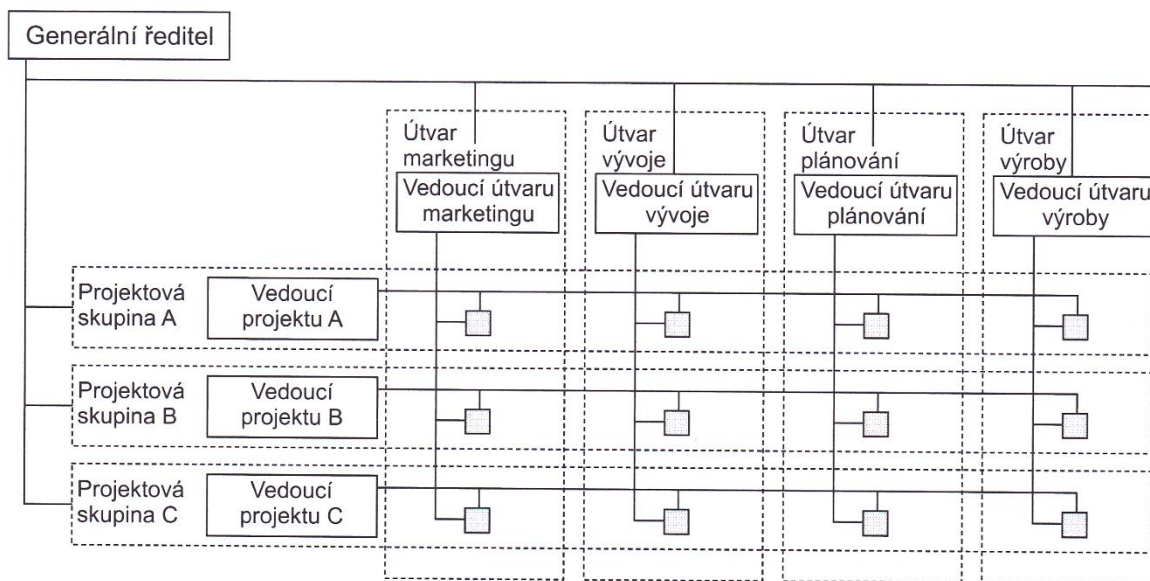 Generální ředitel
Útvar
marketingu
Vedoucí útvaru
marketingu
Útvar
vývoje
Vedoucí útvaru
vývoje
Útvar
plánování
Vedoucí útvaru
plánování
Útvar
výroby
Vedoucí útvaru
výroby
Projektová
skupina A
Vedoucí
projektu A
Projektová
skupina B
Vedoucí
projektu B
Projektová
skupina C
Vedoucí
projektu C